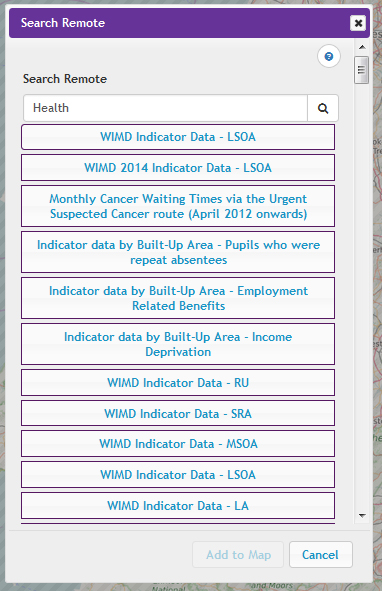 Search Remote
Search Remote
Health
WIMD Indicator Data - LSOA
WIMD 2014 Indicator Data - LSOA
Monthly Cancer Waiting Times via the Urgent
Suspected Cancer route (April 2012 onwards)
Indicator data by Built-Up Area - Pupils who were
repeat absentees
Indicator data by Built-Up Area - Employment
Related Benefits
Indicator data by Built-Up Area - Income
Deprivation
WIMD Indicator Data - RU
WIMD Indicator Data - SRA
WIMD Indicator Data - MSOA
WIMD Indicator Data - LSOA
WIMD Indicator Data - LA
Add to Map Cancel
and Moors